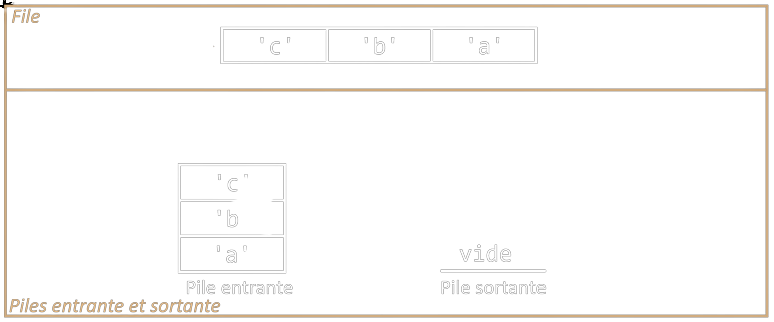 File
'c' 'b' 'a'
'c'
'b
'a'
vide
Pile entrante
Pile sortante
Piles entrante et sortante